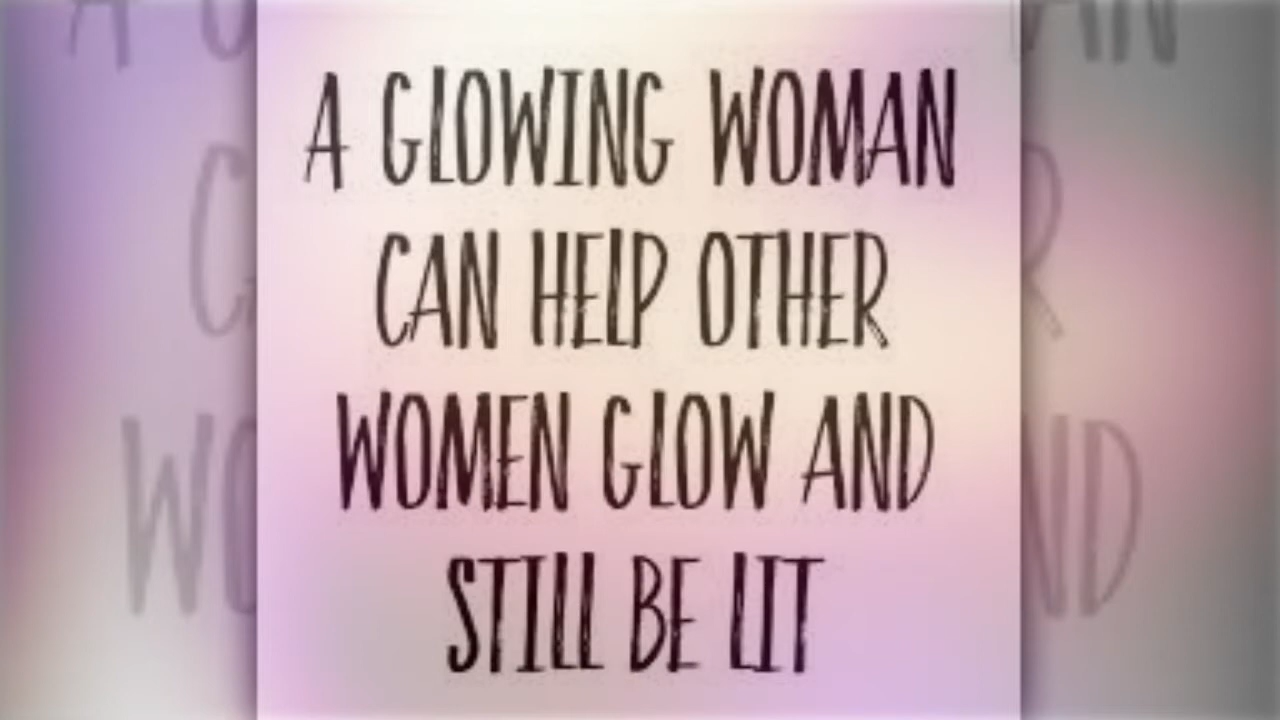 A GLOWING WOMAN
CAN HELP OTHER
WOMEN GLOW AND
STILL BE LIT